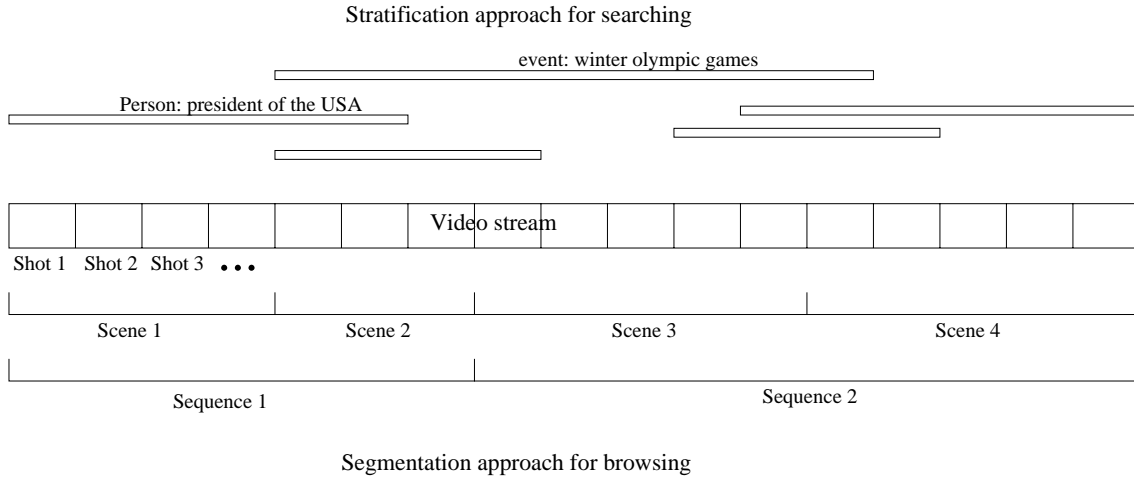 Stratification approach for searching
event: winter olympic games
Person: president of the USA
Video stream
Shot 1 Shot 2 Shot 3 •••
Scene 1 Scene 2 Scene 3 Scene 4
Sequence 1 Sequence 2
Segmentation approach for browsing